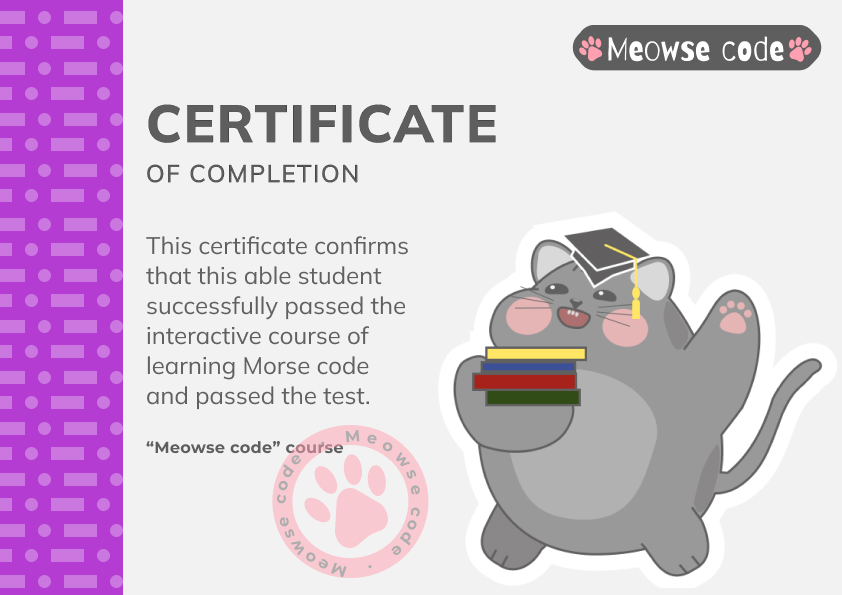 Meowse code
CERTIFICATE
OF COMPLETION
This certificate confirms
that this able student
successfully passed the
interactive course of
learning Morse code
and passed the test.
“Meowse code” course
Meowse code · Meowse code